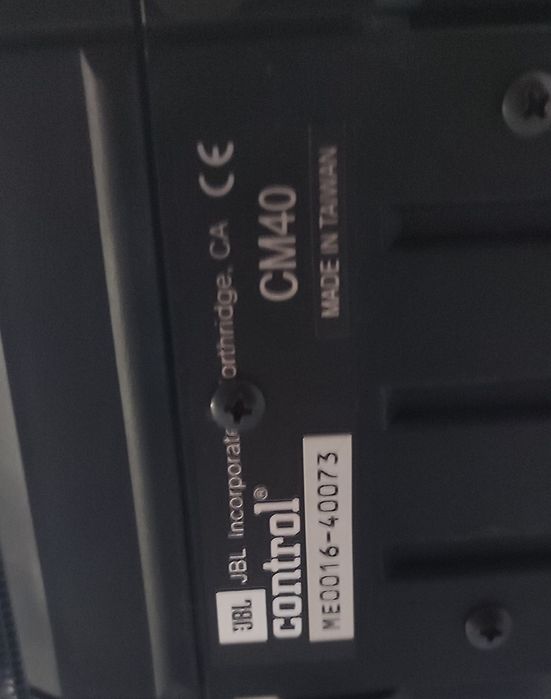 JBL JBL Incorporate orthridge, CA CE
control® CM40
ME0016-40073 MADE IN TAIWAN